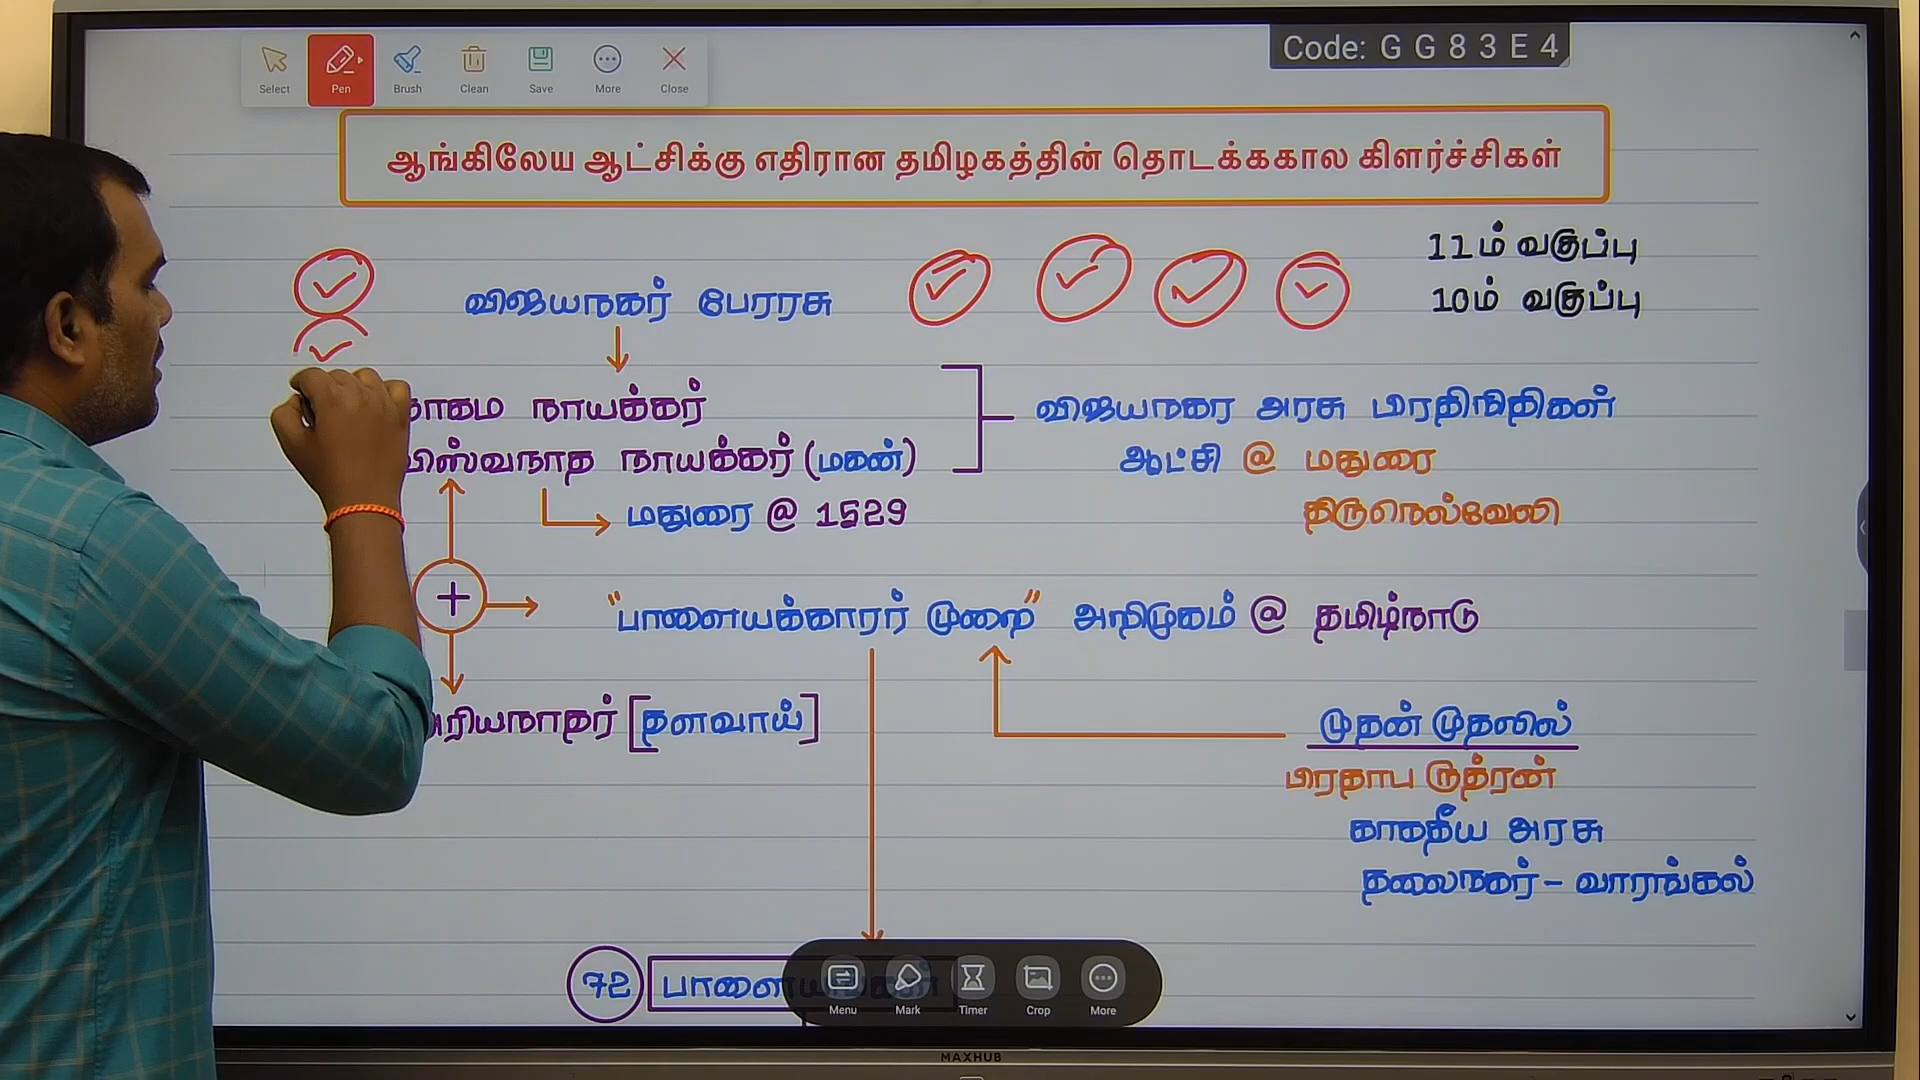 Code: G G 8 3 E 4
Select Pen Brush Clean Save More Close
ஆங்கிலேய ஆட்சிக்கு எதிரான தமிழகத்தின் தொடக்ககால கிளர்ச்சிகள்
11ம் வகுப்பு
விஜயநகர் பேரரசு
10ம் வகுப்பு
நாகம நாயக்கர்
விஸ்வநாத நாயக்கர் (மகன்)
விஜயநகர அரசு பிரதிநிதிகள்
ஆட்சி @ மதுரை
திருநெல்வேலி
மதுரை @ 1529
+
"பாளையக்காரர் முறை" அறிமுகம் @ தமிழ்நாடு
அரியநாதர் [தளவாய்]
முதன் முதலில்
பிரதாப ருத்ரன்
காகதீய அரசு
தலைநகர் - வாராங்கல்
72 பாளையங்கள்
Menu Mark Timer Crop More
MAXHUB